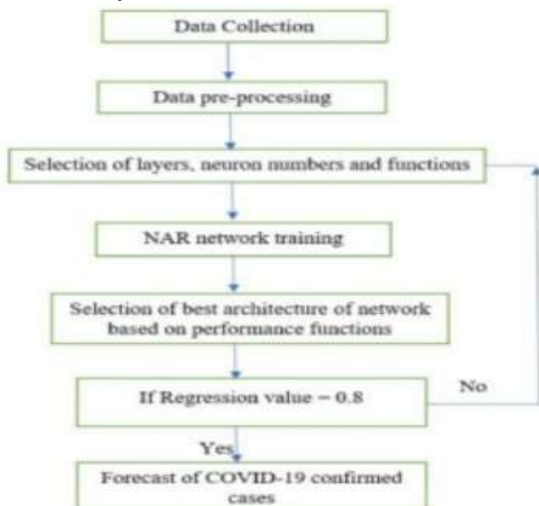 Data Collection
Data pre-processing
Selection of layers, neuron numbers and functions
NAR network training
Selection of best architecture of network
based on performance functions
If Regression value = 0.8
No
Yes
Forecast of COVID-19 confirmed
cases